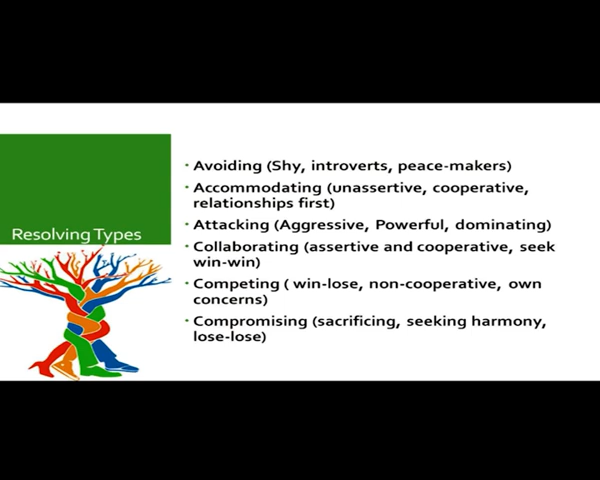 Resolving Types
• Avoiding (Shy, introverts, peace-makers)
• Accommodating (unassertive, cooperative,
relationships first)
• Attacking (Aggressive, Powerful, dominating)
• Collaborating (assertive and cooperative, seek
win-win)
• Competing ( win-lose, non-cooperative, own
concerns)
• Compromising (sacrificing, seeking harmony,
lose-lose)